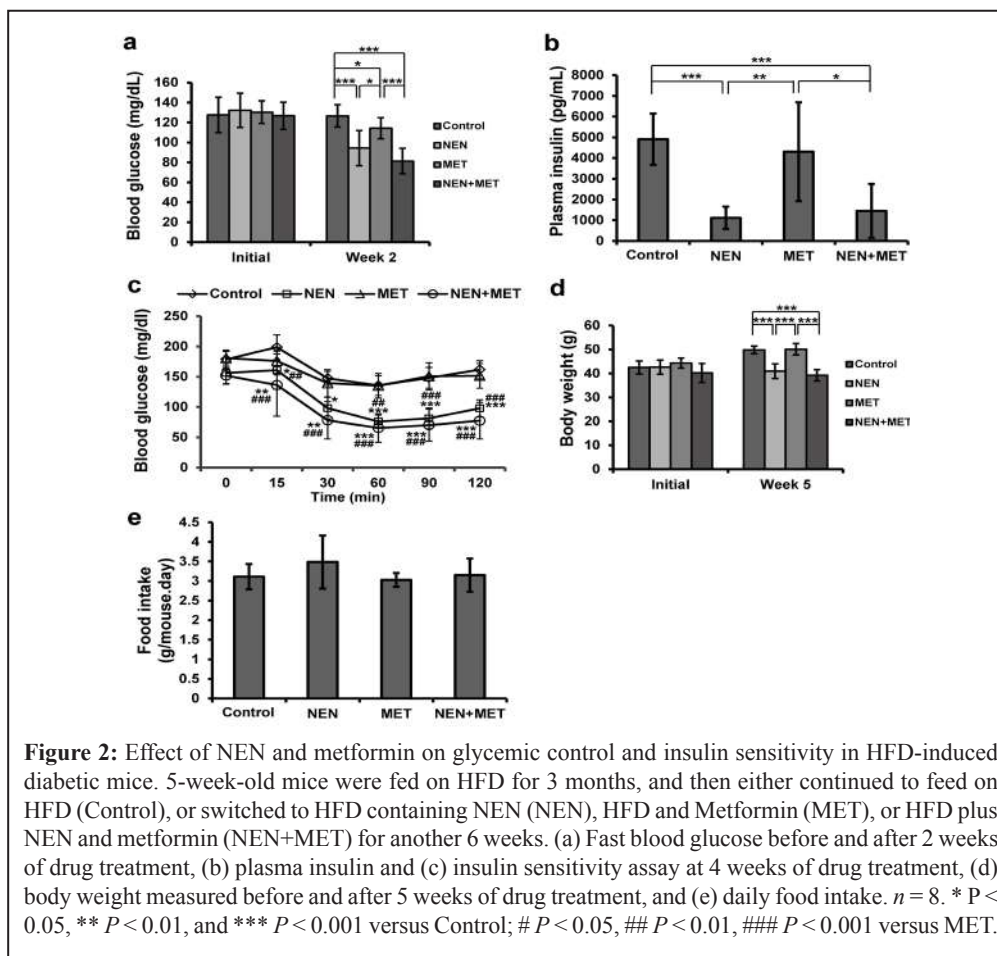 a
***
*
*** * ***
Blood glucose (mg/dL)
160
140
120
100
80
60
40
20
0
Initial Week 2
Control
NEN
MET
NEN+MET
b
***
*** ** *
Plasma insulin (pg/mL)
8000
7000
6000
5000
4000
3000
2000
1000
0
Control NEN MET NEN+MET
c
Control NEN MET NEN+MET
Blood glucose (mg/dl)
250
200
150
100
50
0
*##
**
###
*
**
###
##
***
***
###
###
***
***
###
###
***
***
###
0 15 30 60 90 120
Time (min)
d
***
*** *** ***
Body weight (g)
60
50
40
30
20
10
0
Initial Week 5
Control
NEN
MET
NEN+MET
e
Food intake
(g/mouse.day)
4.5
4
3.5
3
2.5
2
1.5
1
0.5
0
Control NEN MET NEN+MET
Figure 2: Effect of NEN and metformin on glycemic control and insulin sensitivity in HFD-induced
diabetic mice. 5-week-old mice were fed on HFD for 3 months, and then either continued to feed on
HFD (Control), or switched to HFD containing NEN (NEN), HFD and Metformin (MET), or HFD plus
NEN and metformin (NEN+MET) for another 6 weeks. (a) Fast blood glucose before and after 2 weeks
of drug treatment, (b) plasma insulin and (c) insulin sensitivity assay at 4 weeks of drug treatment, (d)
body weight measured before and after 5 weeks of drug treatment, and (e) daily food intake. n = 8. * P <
0.05, ** P < 0.01, and *** P < 0.001 versus Control; # P < 0.05, ## P < 0.01, ### P < 0.001 versus MET.